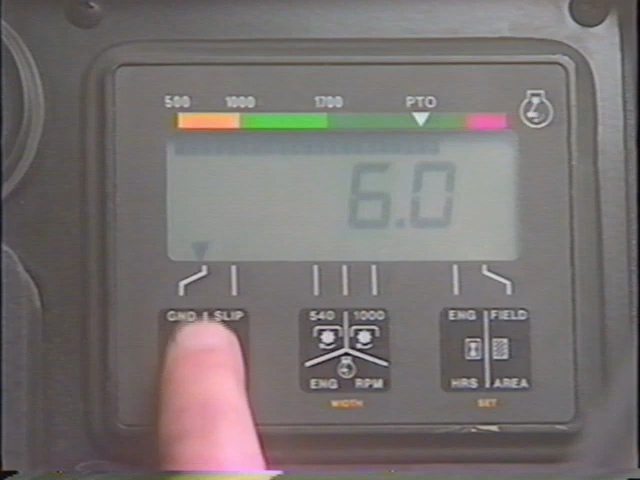 500 1000 1700 PTO
6.0
GND SLIP
540 1000
ENG RPM
WIDTH
ENG FIELD
HRS AREA
SET